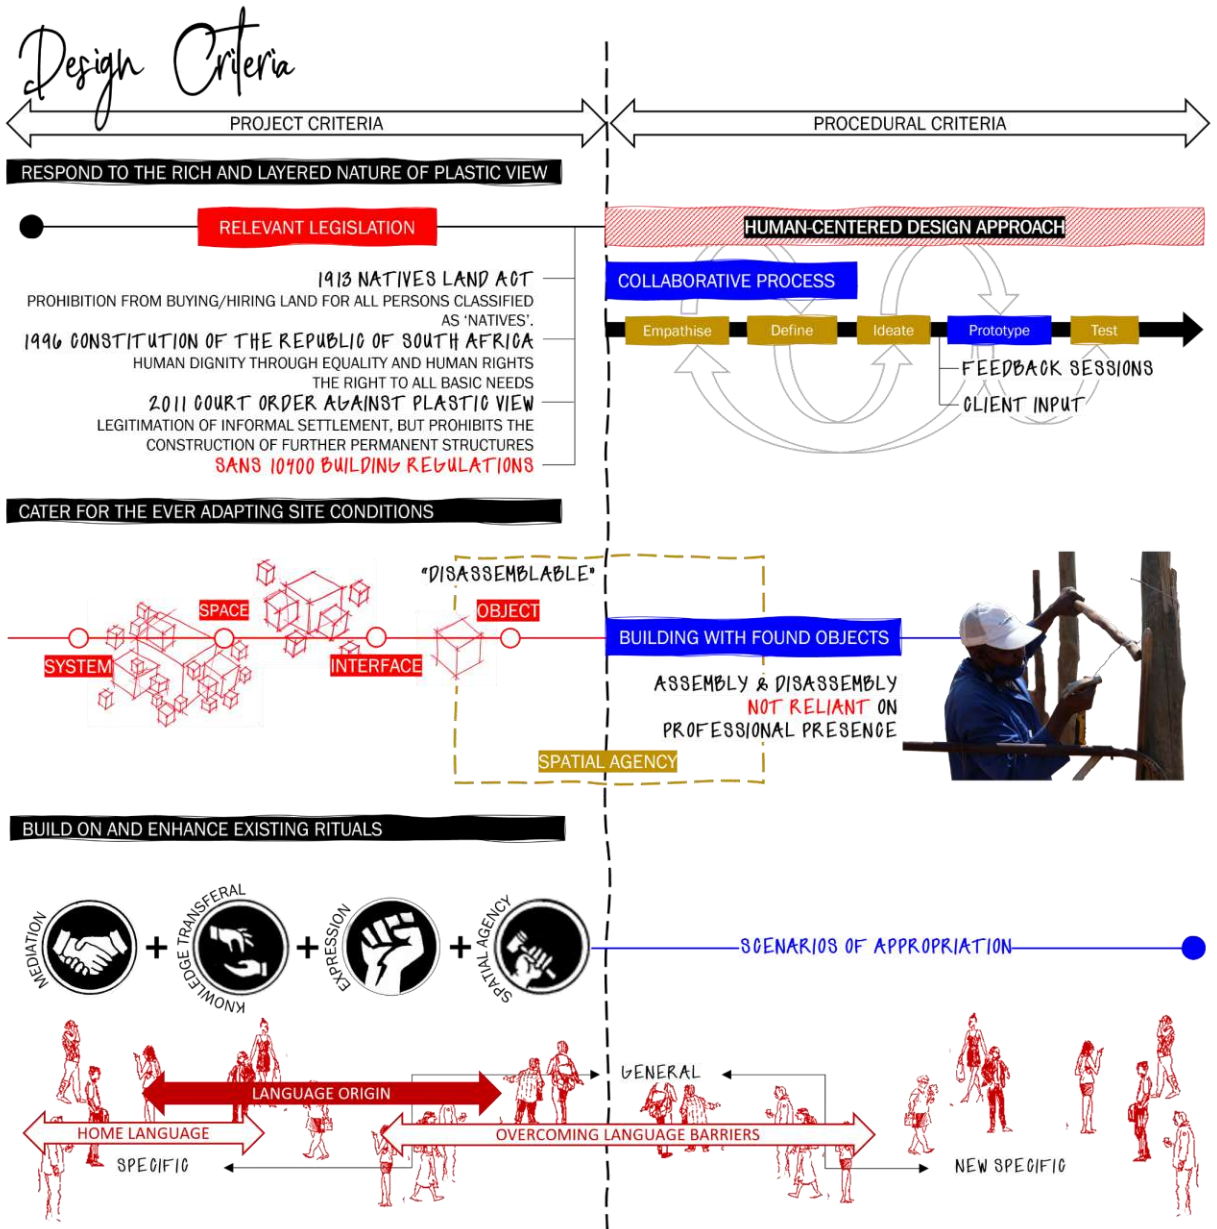 Design Criteria
PROJECT CRITERIA
PROCEDURAL CRITERIA
RESPOND TO THE RICH AND LAYERED NATURE OF PLASTIC VIEW
RELEVANT LEGISLATION
HUMAN-CENTERED DESIGN APPROACH
1913 NATIVES LAND ACT
PROHIBITION FROM BUYING/HIRING LAND FOR ALL PERSONS CLASSIFIED
AS 'NATIVES'.
1996 CONSTITUTION OF THE REPUBLIC OF SOUTH AFRICA
HUMAN DIGNITY THROUGH EQUALITY AND HUMAN RIGHTS
THE RIGHT TO ALL BASIC NEEDS
2011 COURT ORDER AGAINST PLASTIC VIEW
LEGITIMATION OF INFORMAL SETTLEMENT, BUT PROHIBITS THE
CONSTRUCTION OF FURTHER PERMANENT STRUCTURES
SANS 10400 BUILDING REGULATIONS
COLLABORATIVE PROCESS
Empathise
Define
Ideate
Prototype
Test
FEEDBACK SESSIONS
CLIENT INPUT
CATER FOR THE EVER ADAPTING SITE CONDITIONS
"DISASSEMBLABLE"
SPACE
OBJECT
SYSTEM
INTERFACE
BUILDING WITH FOUND OBJECTS
ASSEMBLY & DISASSEMBLY
NOT RELIANT ON
PROFESSIONAL PRESENCE
SPATIAL AGENCY
BUILD ON AND ENHANCE EXISTING RITUALS
MEDIATION
+
KNOWLEDGE TRANSFERAL
+
EXPRESSION
+
SPATIAL AGENCY
SCENARIOS OF APPROPRIATION
GENERAL
LANGUAGE ORIGIN
HOME LANGUAGE
OVERCOMING LANGUAGE BARRIERS
SPECIFIC
NEW SPECIFIC